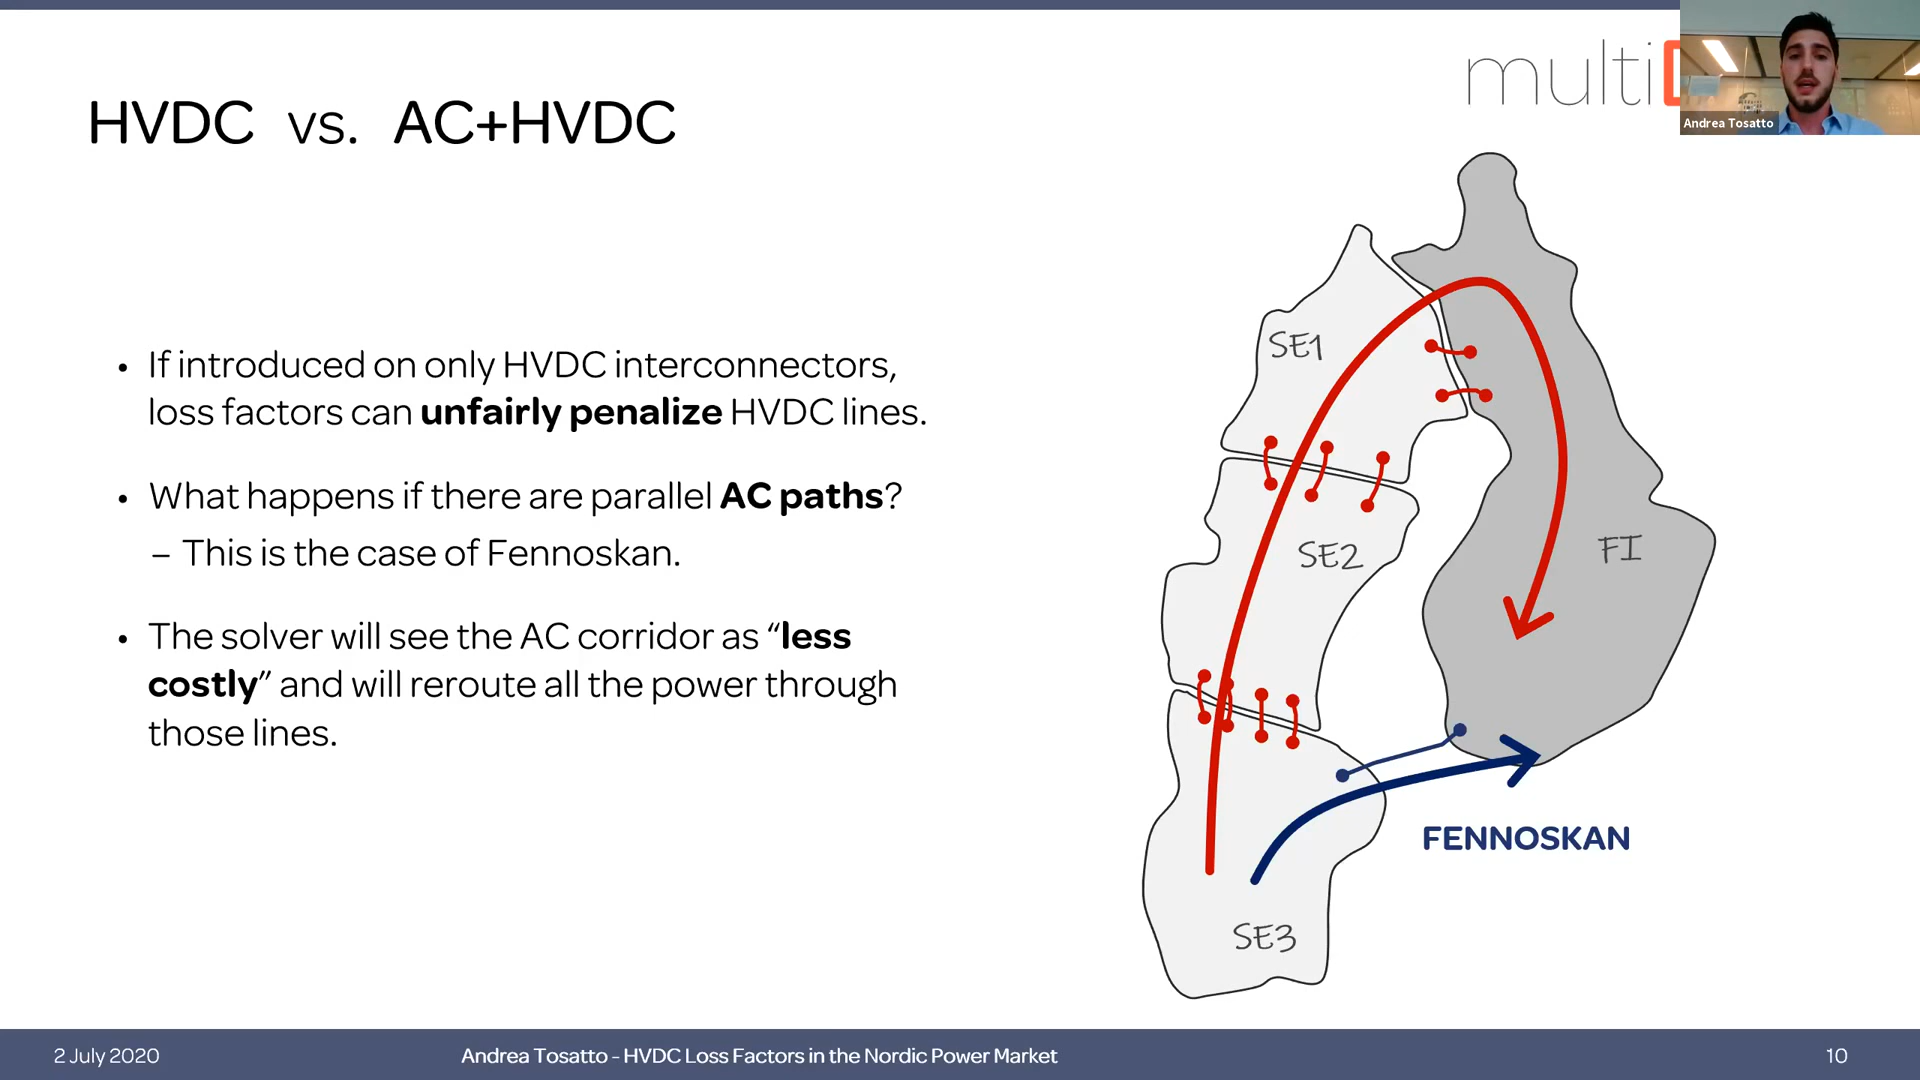 multi
Andrea Tosatto
HVDC vs. AC+HVDC
• If introduced on only HVDC interconnectors,
loss factors can unfairly penalize HVDC lines.
• What happens if there are parallel AC paths?
– This is the case of Fennoskan.
• The solver will see the AC corridor as “less
costly” and will reroute all the power through
those lines.
SE1
SE2
FI
FENNOSKAN
SE3
2 July 2020
Andrea Tosatto - HVDC Loss Factors in the Nordic Power Market
10